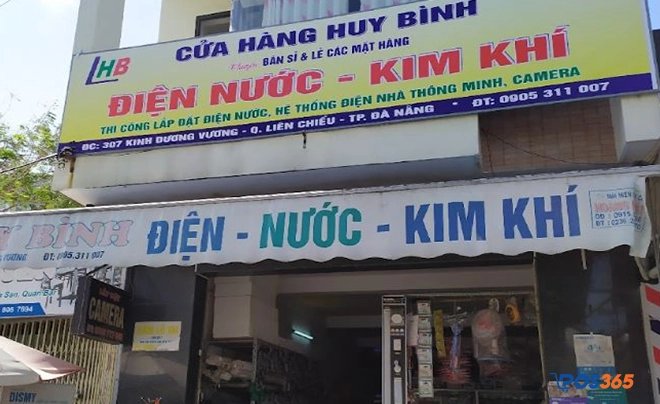 LHB
CỬA HÀNG HUY BÌNH
Chuyên BÁN SỈ & LẺ CÁC MẶT HÀNG
ĐIỆN NƯỚC - KIM KHÍ
THI CÔNG LẮP ĐẶT ĐIỆN NƯỚC, HỆ THỐNG ĐIỆN NHÀ THÔNG MINH, CAMERA
ĐC: 307 KINH DƯƠNG VƯƠNG - Q. LIÊN CHIỂU - TP. ĐÀ NẴNG • ĐT: 0905 311 007
BÌNH ĐIỆN - NƯỚC - KIM KHÍ
ĐT: 0905.311 007
CAMERA
DISMY
POS365